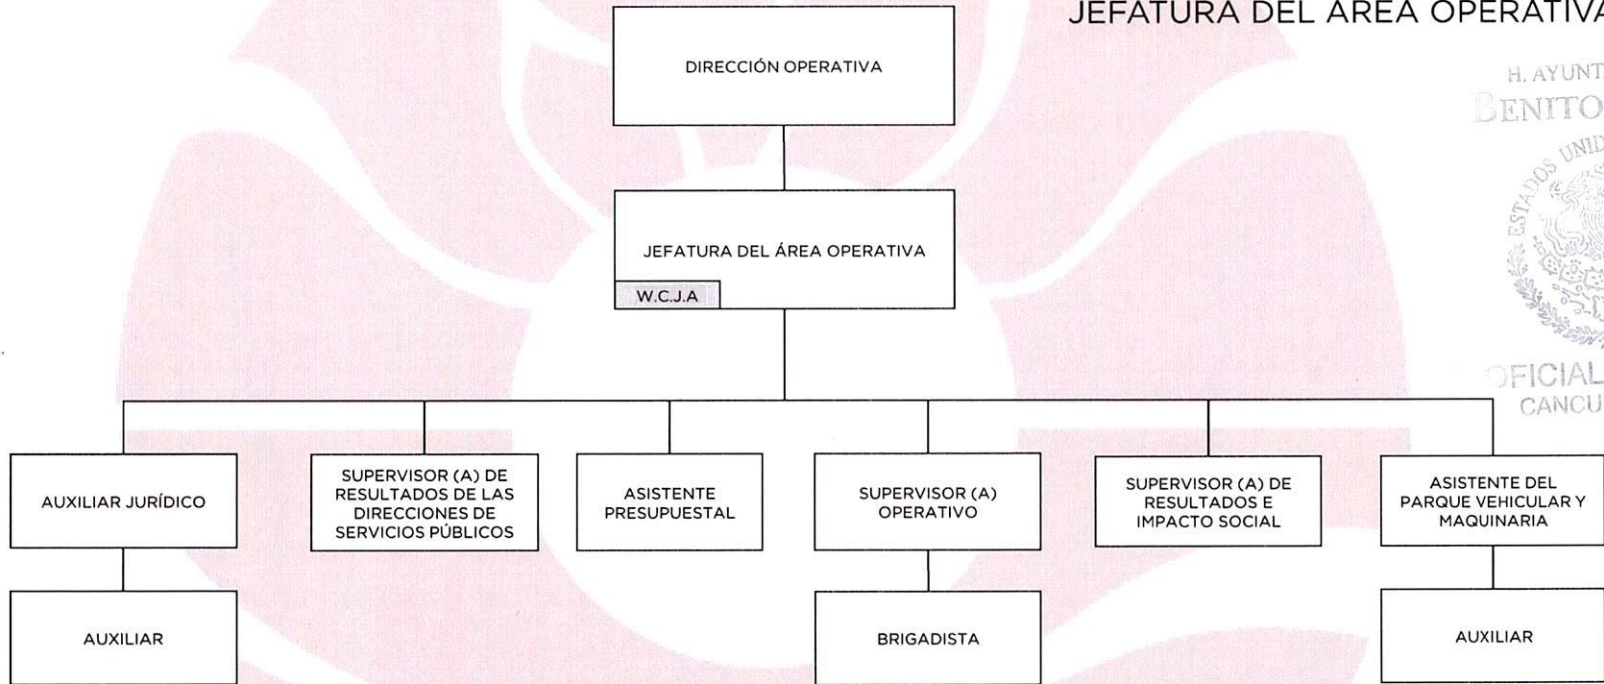 JEFATURA DEL ÁREA OPERATIVA
DIRECCIÓN OPERATIVA
H. AYUNT
BENITO
ESTADOS UNID
JEFATURA DEL ÁREA OPERATIVA
W.C.J.A
OFICIAL
CANCU
AUXILIAR JURÍDICO
SUPERVISOR (A) DE
RESULTADOS DE LAS
DIRECCIONES DE
SERVICIOS PÚBLICOS
ASISTENTE
PRESUPUESTAL
SUPERVISOR (A)
OPERATIVO
SUPERVISOR (A) DE
RESULTADOS E
IMPACTO SOCIAL
ASISTENTE DEL
PARQUE VEHICULAR Y
MAQUINARIA
AUXILIAR
BRIGADISTA
AUXILIAR